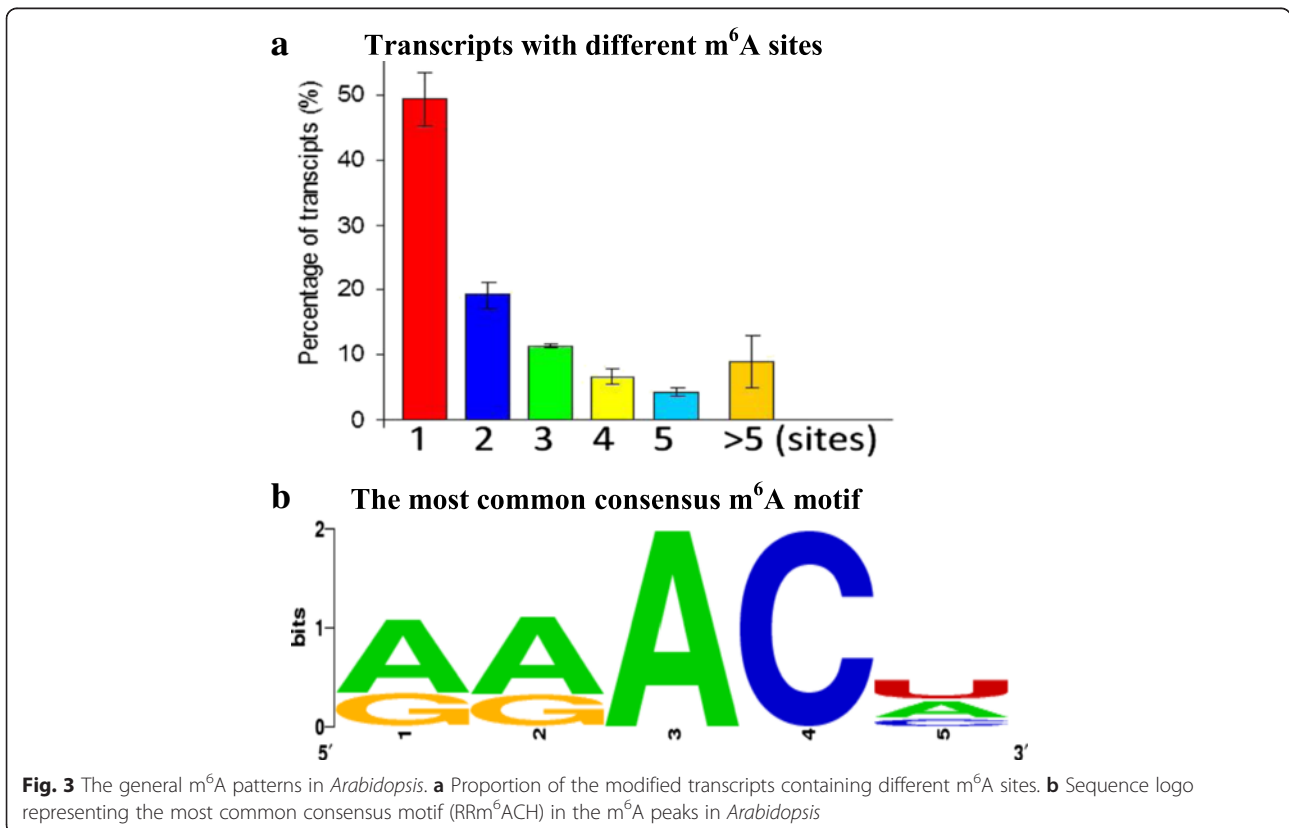 a Transcripts with different m⁶A sites
Percentage of transcipts (%)
50
40
30
20
10
0
1 2 3 4 5 >5 (sites)
b The most common consensus m⁶A motif
bits
2
1
0
A A A C U
G G A
C
5′ 1 2 3 4 5 3′
Fig. 3 The general m⁶A patterns in Arabidopsis. a Proportion of the modified transcripts containing different m⁶A sites. b Sequence logo
representing the most common consensus motif (RRm⁶ACH) in the m⁶A peaks in Arabidopsis